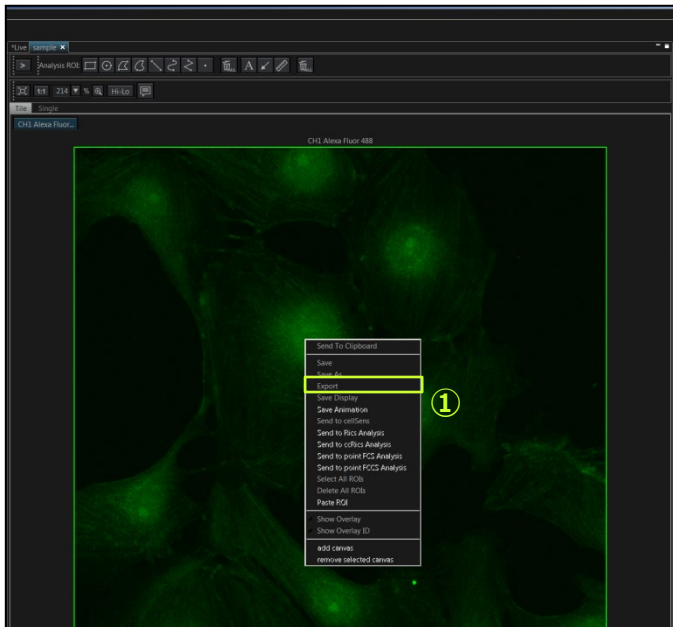 *Live sample ×
> Analysis ROI: A
1:1 214 ▼ % Hi-Lo
Tile Single
CH1 Alexa Fluor...
CH1 Alexa Fluor 488
Send To Clipboard
Save
Save As
Export
Save Display
①
Save Animation
Send to cellSens
Send to Rics Analysis
Send to ccRics Analysis
Send to point FCS Analysis
Send to point FCCS Analysis
Select All ROIs
Delete All ROIs
Paste ROI
Show Overlay
Show Overlay ID
add canvas
remove selected canvas